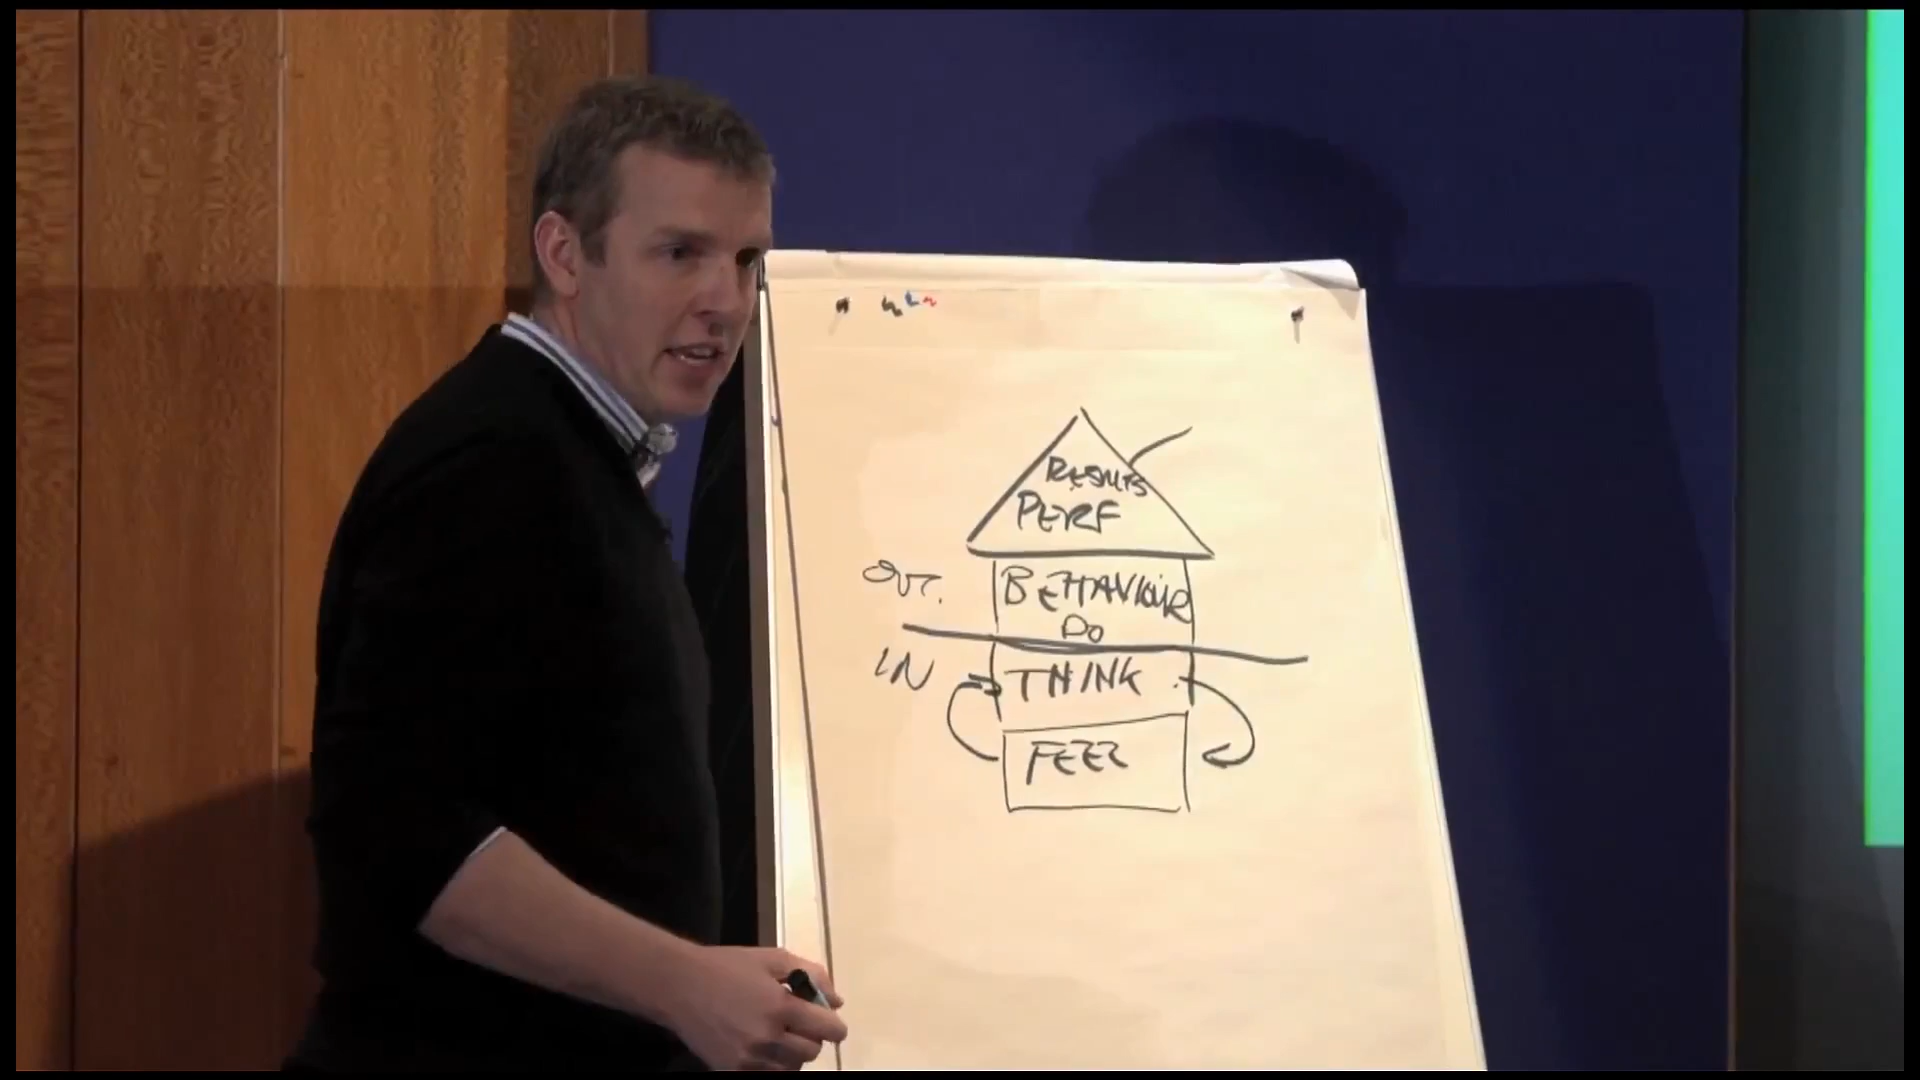 RESULTS
PERF
OUT.
BEHAVIOUR
DO
IN
THINK
FEEL